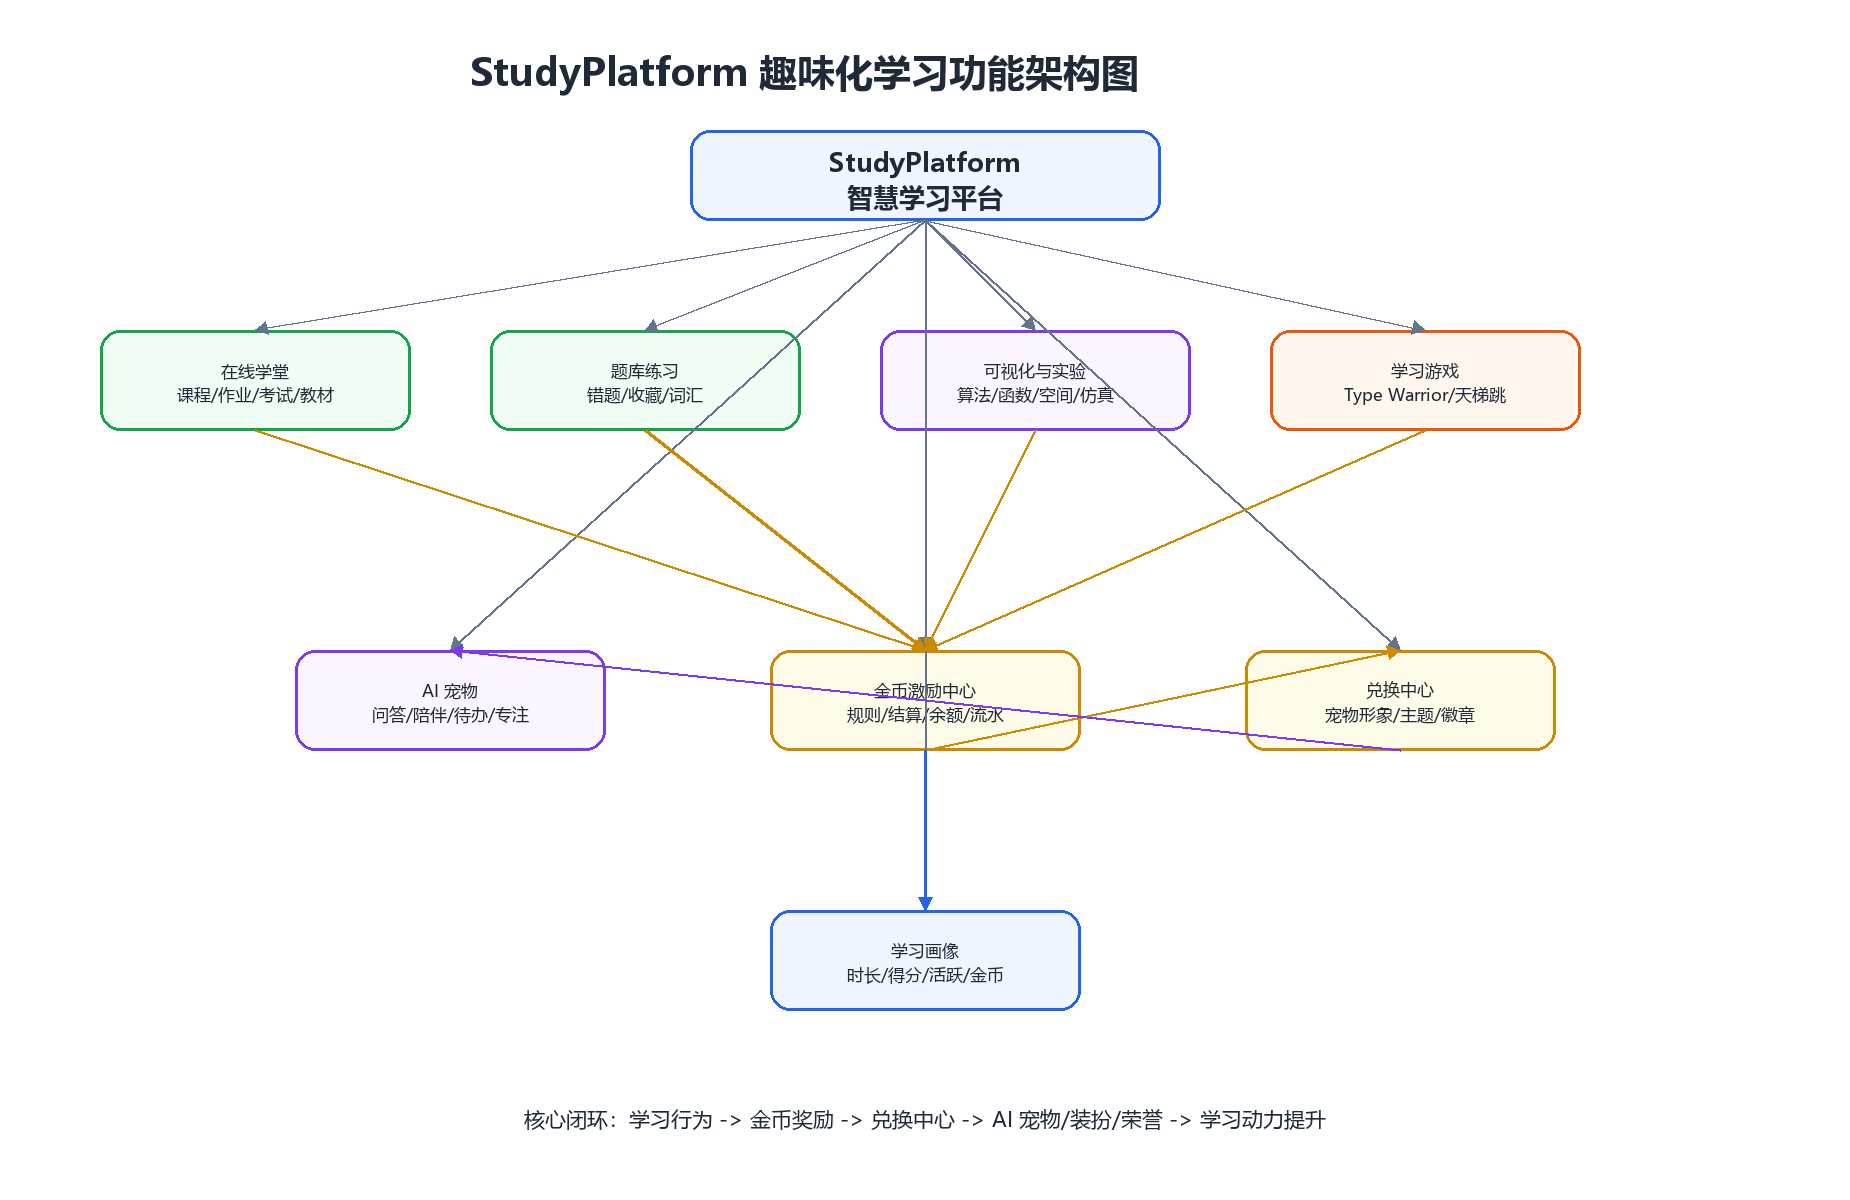 StudyPlatform 趣味化学习功能架构图
StudyPlatform
智慧学习平台
在线学堂
课程/作业/考试/教材
题库练习
错题/收藏/词汇
可视化与实验
算法/函数/空间/仿真
学习游戏
Type Warrior/天梯跳
AI 宠物
问答/陪伴/待办/专注
金币激励中心
规则/结算/余额/流水
兑换中心
宠物形象/主题/徽章
学习画像
时长/得分/活跃/金币
核心闭环：学习行为 -> 金币奖励 -> 兑换中心 -> AI 宠物/装扮/荣誉 -> 学习动力提升